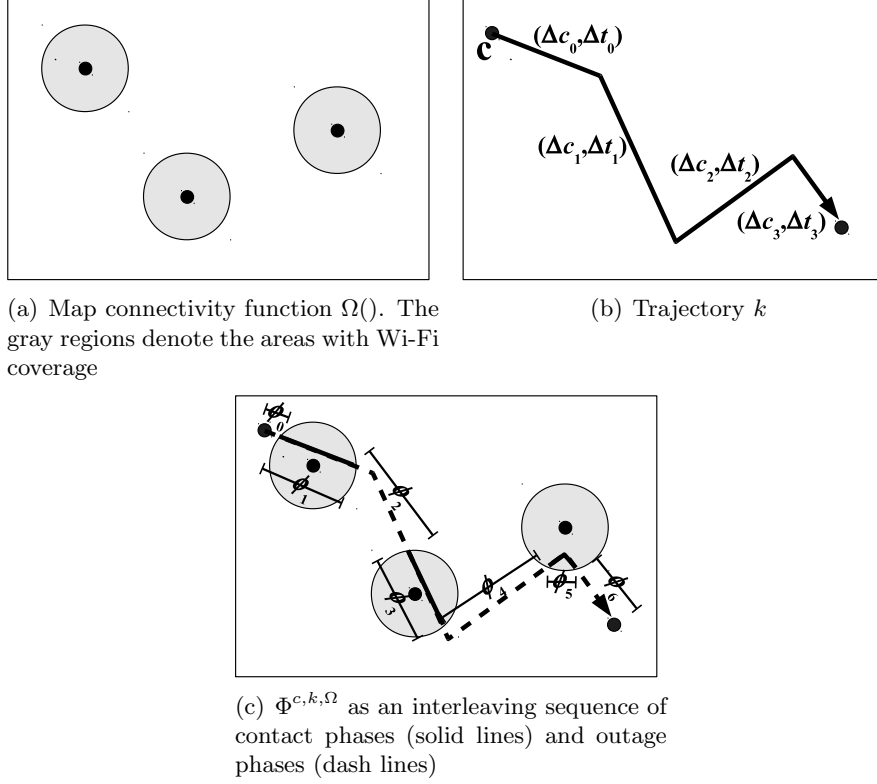 c
(Δc₀,Δt₀)
(Δc₁,Δt₁)
(Δc₂,Δt₂)
(Δc₃,Δt₃)
(a) Map connectivity function Ω(). The
gray regions denote the areas with Wi-Fi
coverage
(b) Trajectory k
ϕ₀
ϕ₁
ϕ₂
ϕ₃
ϕ₄
ϕ₅
ϕ₆
(c) Φ^{c,k,Ω} as an interleaving sequence of
contact phases (solid lines) and outage
phases (dash lines)